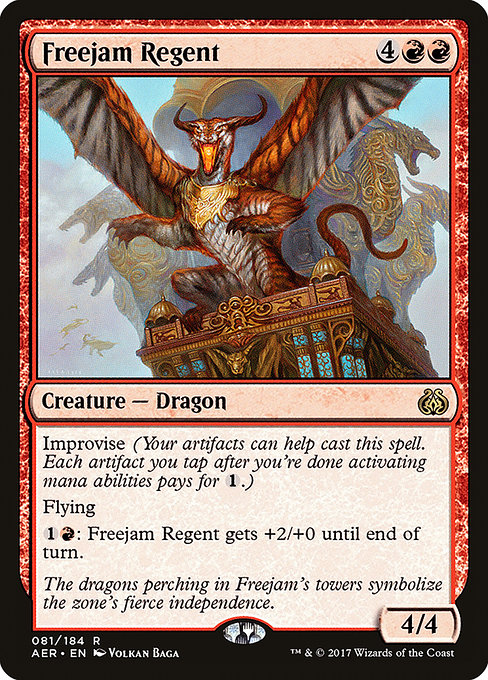 Freejam Regent 4
Creature — Dragon
Improvise (Your artifacts can help cast this spell.
Each artifact you tap after you're done activating
mana abilities pays for 1.)
Flying
1 : Freejam Regent gets +2/+0 until end of
turn.
The dragons perching in Freejam's towers symbolize
the zone's fierce independence.
4/4
081/184 R
AER • EN Volkan Baga
™ & © 2017 Wizards of the Coast